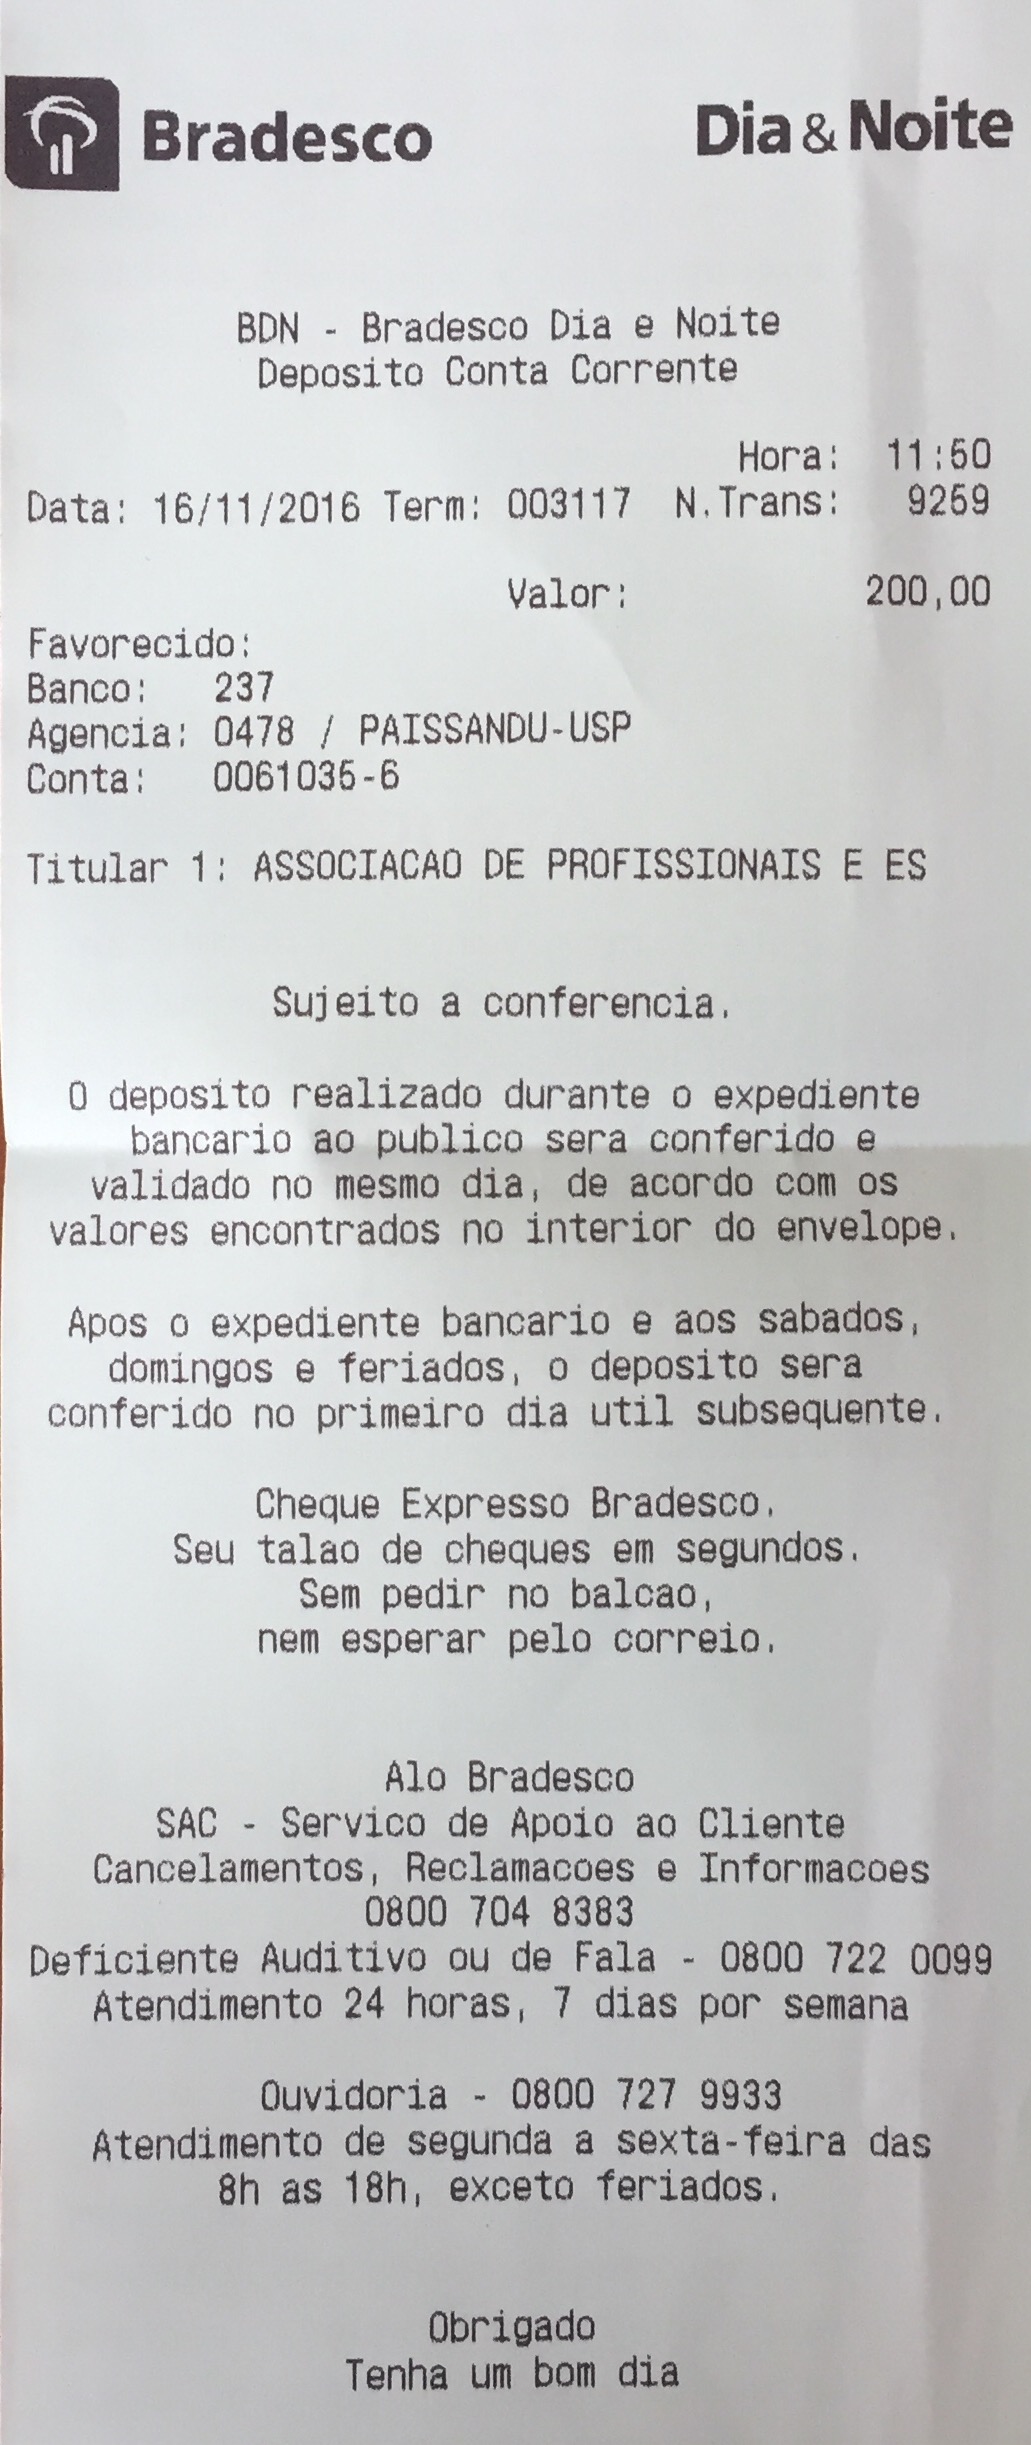 Bradesco Dia & Noite
BDN - Bradesco Dia e Noite
Deposito Conta Corrente
Hora: 11:50
Data: 16/11/2016 Term: 003117 N.Trans: 9259
Valor: 200,00
Favorecido:
Banco: 237
Agencia: 0478 / PAISSANDU-USP
Conta: 0061035-6
Titular 1: ASSOCIACAO DE PROFISSIONAIS E ES
Sujeito a conferencia.
O deposito realizado durante o expediente
bancario ao publico sera conferido e
validado no mesmo dia, de acordo com os
valores encontrados no interior do envelope.
Apos o expediente bancario e aos sabados,
domingos e feriados, o deposito sera
conferido no primeiro dia util subsequente.
Cheque Expresso Bradesco.
Seu talao de cheques em segundos.
Sem pedir no balcao,
nem esperar pelo correio.
Alo Bradesco
SAC - Servico de Apoio ao Cliente
Cancelamentos, Reclamacoes e Informacoes
0800 704 8383
Deficiente Auditivo ou de Fala - 0800 722 0099
Atendimento 24 horas, 7 dias por semana
Ouvidoria - 0800 727 9933
Atendimento de segunda a sexta-feira das
8h as 18h, exceto feriados.
Obrigado
Tenha um bom dia